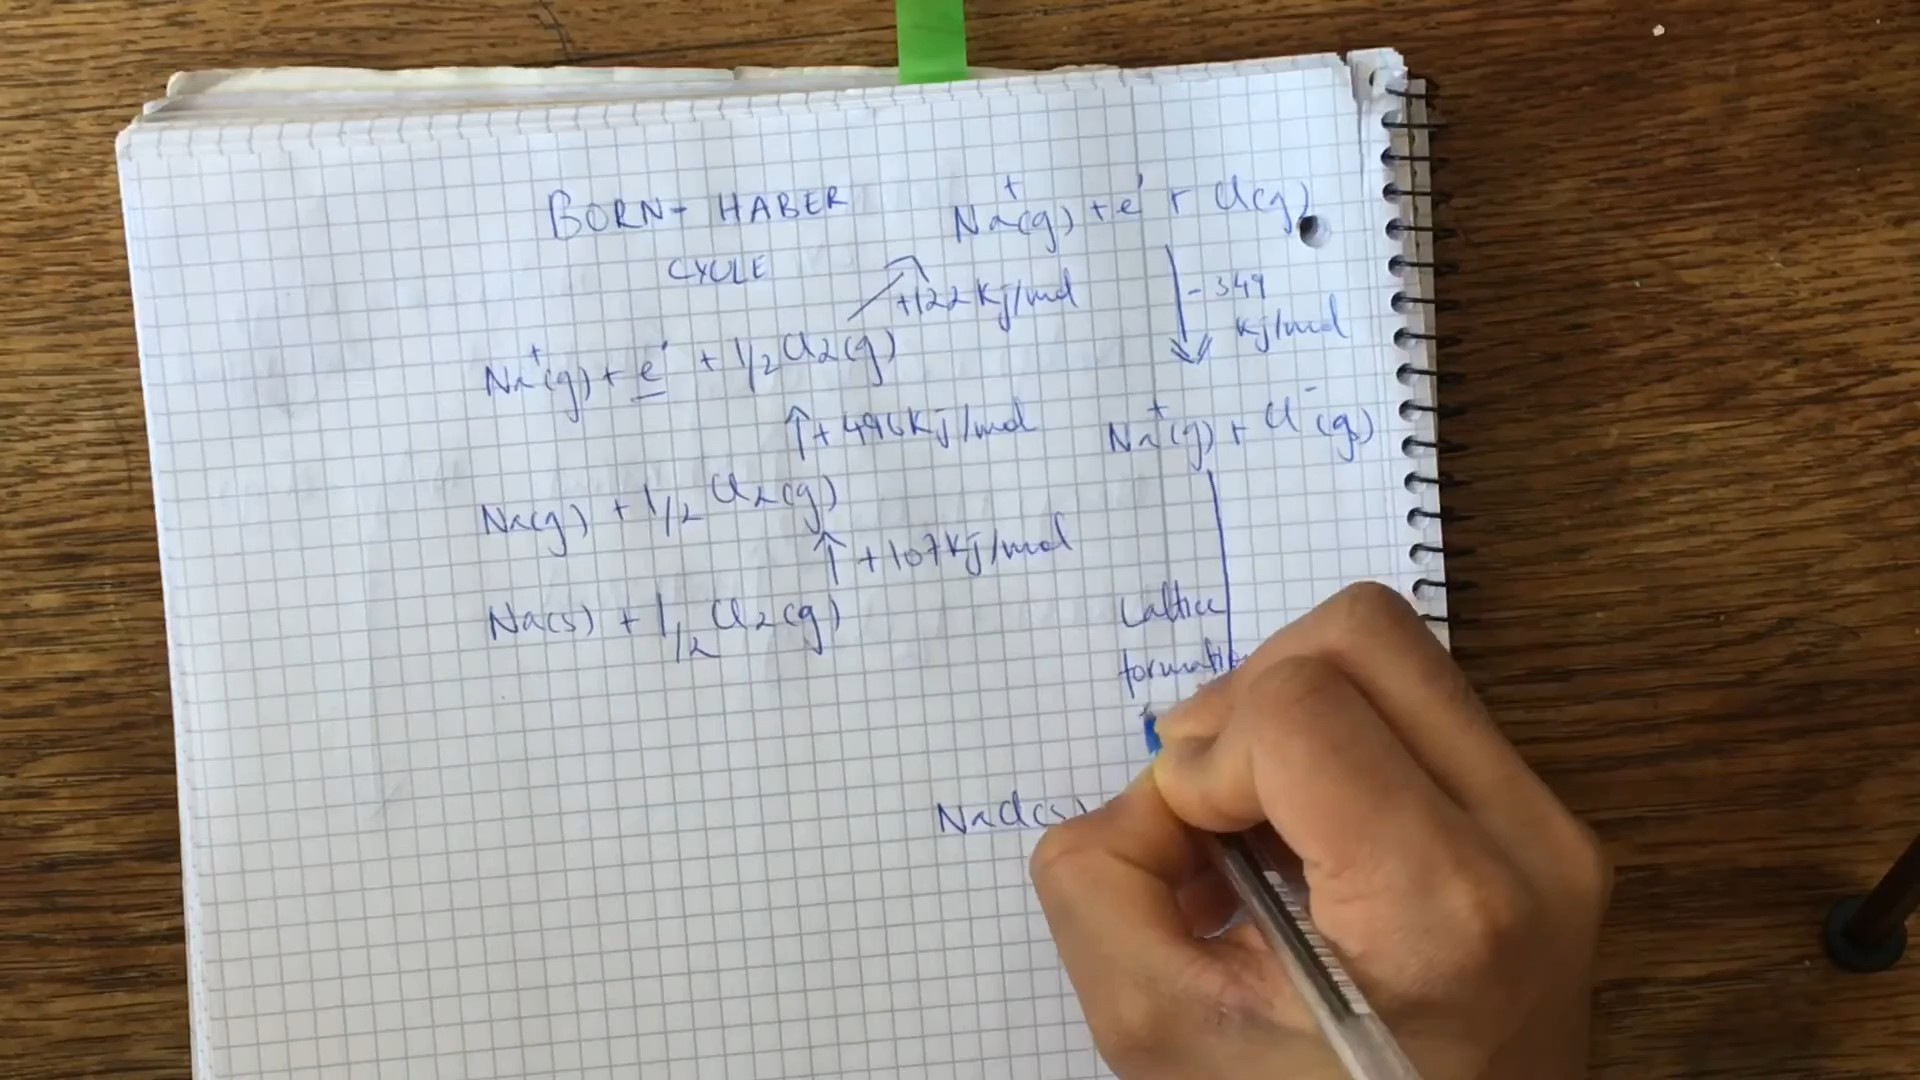 BORN- HABER
CYCLE
Na⁺(g) + e' + Cl(g)
+122 kJ/mol
-349
kJ/mol
Na⁺(g) + e' + 1/2 Cl2(g)
↑ + 496 kJ/mol
Na⁺(g) + Cl⁻(g)
Na(g) + 1/2 Cl2(g)
↑ + 107 kJ/mol
Na(s) + 1/2 Cl2(g)
Lattice
NaCl(s)